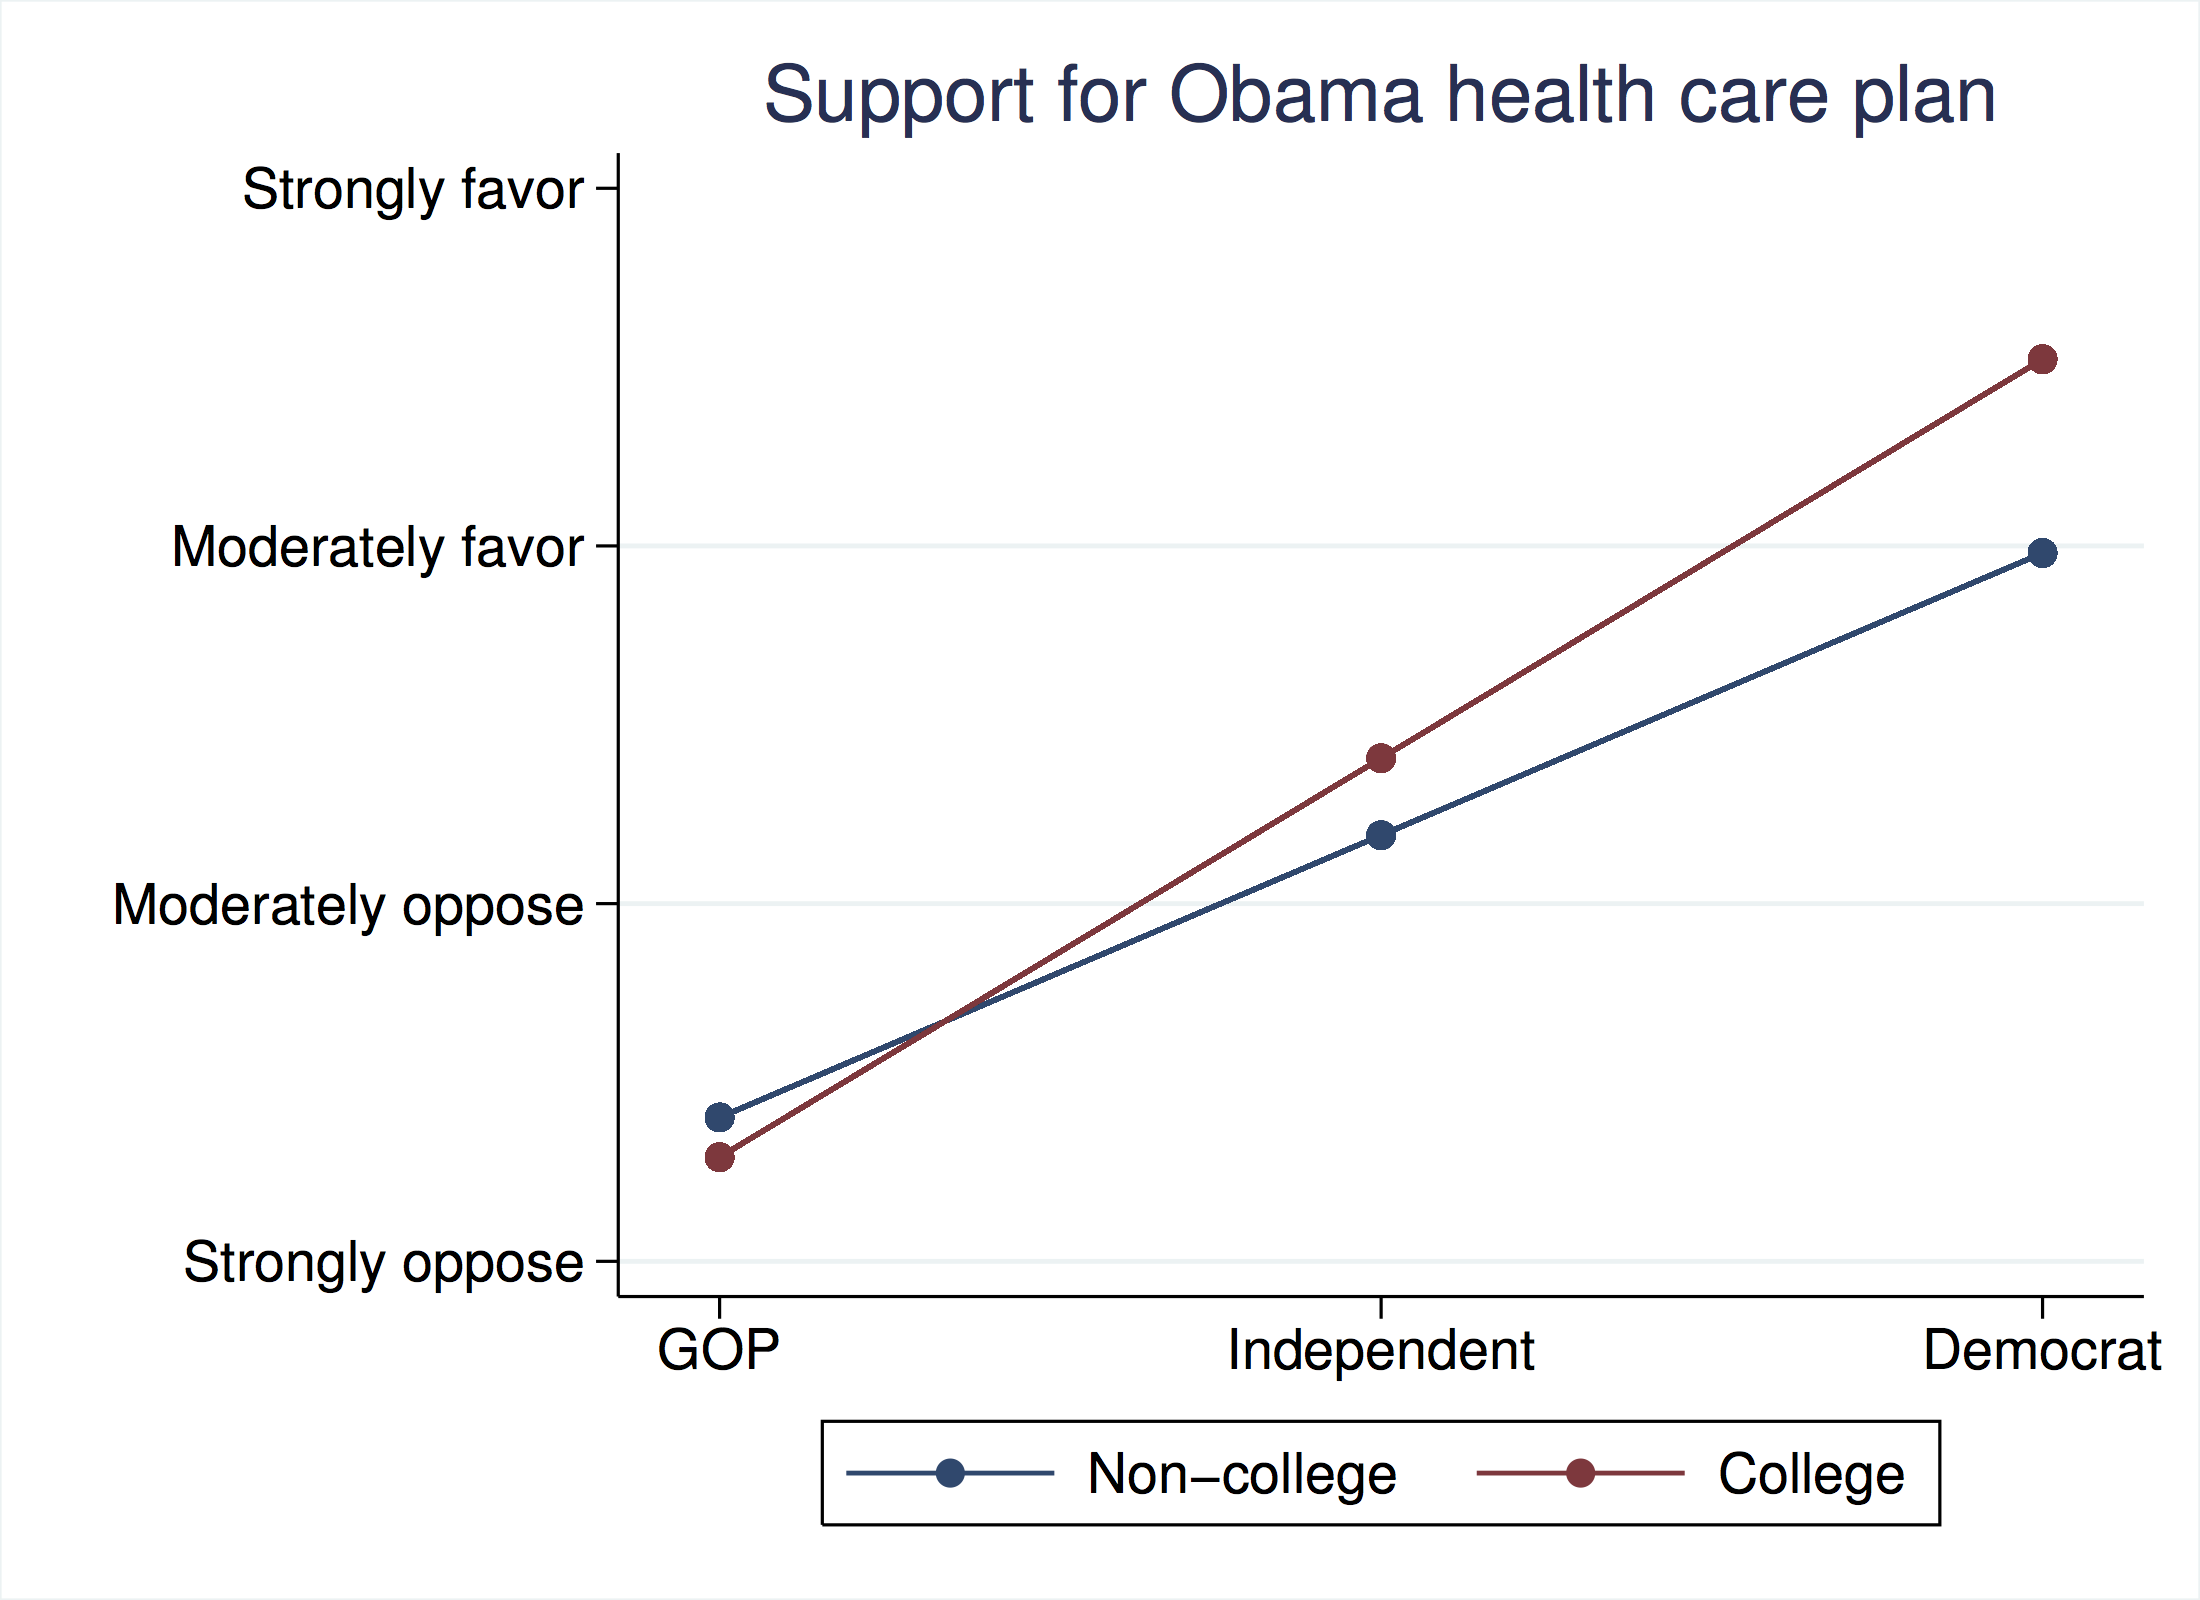 Support for Obama health care plan
Strongly favor
Moderately favor
Moderately oppose
Strongly oppose
GOP Independent Democrat
Non−college College